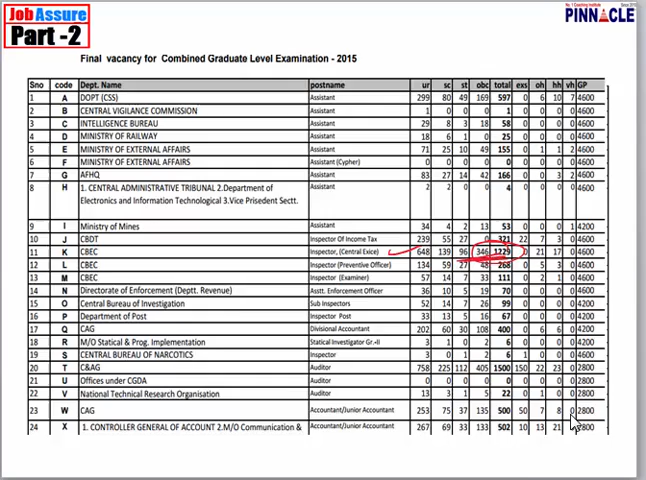 JobAssure
Part -2
No. 1 Coaching Institute
PINNACLE
Final vacancy for Combined Graduate Level Examination - 2015
Sno code Dept. Name postname ur sc st obc total exs oh hh vh GP
1 A DOPT (CSS) Assistant 299 80 49 169 597 0 6 10 7 4600
2 B CENTRAL VIGILANCE COMMISSION Assistant 1 0 0 0 1 0 0 0 0 4600
3 C INTELLIGENCE BUREAU Assistant 29 8 3 18 58 0 0 0 0 4600
4 D MINISTRY OF RAILWAY Assistant 18 6 1 0 25 0 0 0 0 4600
5 E MINISTRY OF EXTERNAL AFFAIRS Assistant 71 25 10 49 155 0 1 1 2 4600
6 F MINISTRY OF EXTERNAL AFFAIRS Assistant (Cypher) 0 0 0 0 0 0 0 0 0 4600
7 G AFHQ Assistant 83 27 14 42 166 0 0 3 2 4600
8 H 1. CENTRAL ADMINISTRATIVE TRIBUNAL 2.Department of Assistant 2 2 0 0 4 0 0 0 0 4600
Electronics and Information Technological 3.Vice Prisedent Sectt.
9 I Ministry of Mines Assistant 34 4 2 13 53 0 0 0 1 4200
10 J CBDT Inspector Of Income Tax 239 55 27 0 321 22 7 3 0 4600
11 K CBEC Inspector, (Central Exice) 648 139 96 346 1229 0 21 17 0 4600
12 L CBEC Inspector (Preventive Officer) 134 59 27 48 268 0 0 0 0 4600
13 M CBEC Inspector (Examiner) 57 14 7 33 111 0 2 1 0 4600
14 N Directorate of Enforcement (Deptt. Revenue) Asstt. Enforcement Officer 36 10 5 19 70 0 0 0 0 4600
15 O Central Bureau of Investigation Sub Inspectors 52 14 7 26 99 0 0 0 0 4200
16 P Department of Post Inspector Post 33 13 5 16 67 0 0 0 0 4200
17 Q CAG Divisional Accountant 202 60 30 108 400 0 6 6 0 4200
18 R M/O Statical & Prog. Implementation Statical Investigator Gr.-II 3 1 0 2 6 0 0 0 0 4200
19 S CENTRAL BUREAU OF NARCOTICS Inspector 3 0 1 2 6 1 0 0 0 4600
20 T C&AG Auditor 758 225 112 405 1500 150 22 23 0 2800
21 U Offices under CGDA Auditor 0 0 0 0 0 0 0 0 0 2800
22 V National Technical Research Organisation Auditor 13 3 1 5 22 0 1 0 0 2800
23 W CAG Accountant/Junior Accountant 253 75 37 135 500 50 7 8 0 2800
24 X 1. CONTROLLER GENERAL OF ACCOUNT 2.M/O Communication & Accountant/Junior Accountant 267 69 33 133 502 10 13 21 0 2800